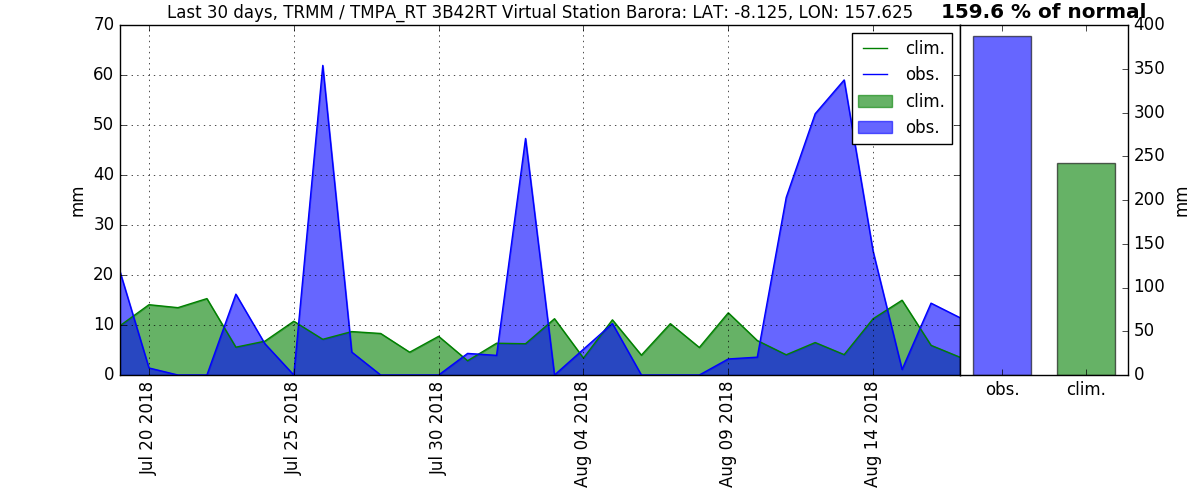 Last 30 days, TRMM / TMPA_RT 3B42RT Virtual Station Barora: LAT: -8.125, LON: 157.625
159.6 % of normal
70
60
50
40
30
20
10
0
mm
clim.
obs.
clim.
obs.
Jul 20 2018
Jul 25 2018
Jul 30 2018
Aug 04 2018
Aug 09 2018
Aug 14 2018
400
350
300
250
200
150
100
50
0
mm
obs.
clim.